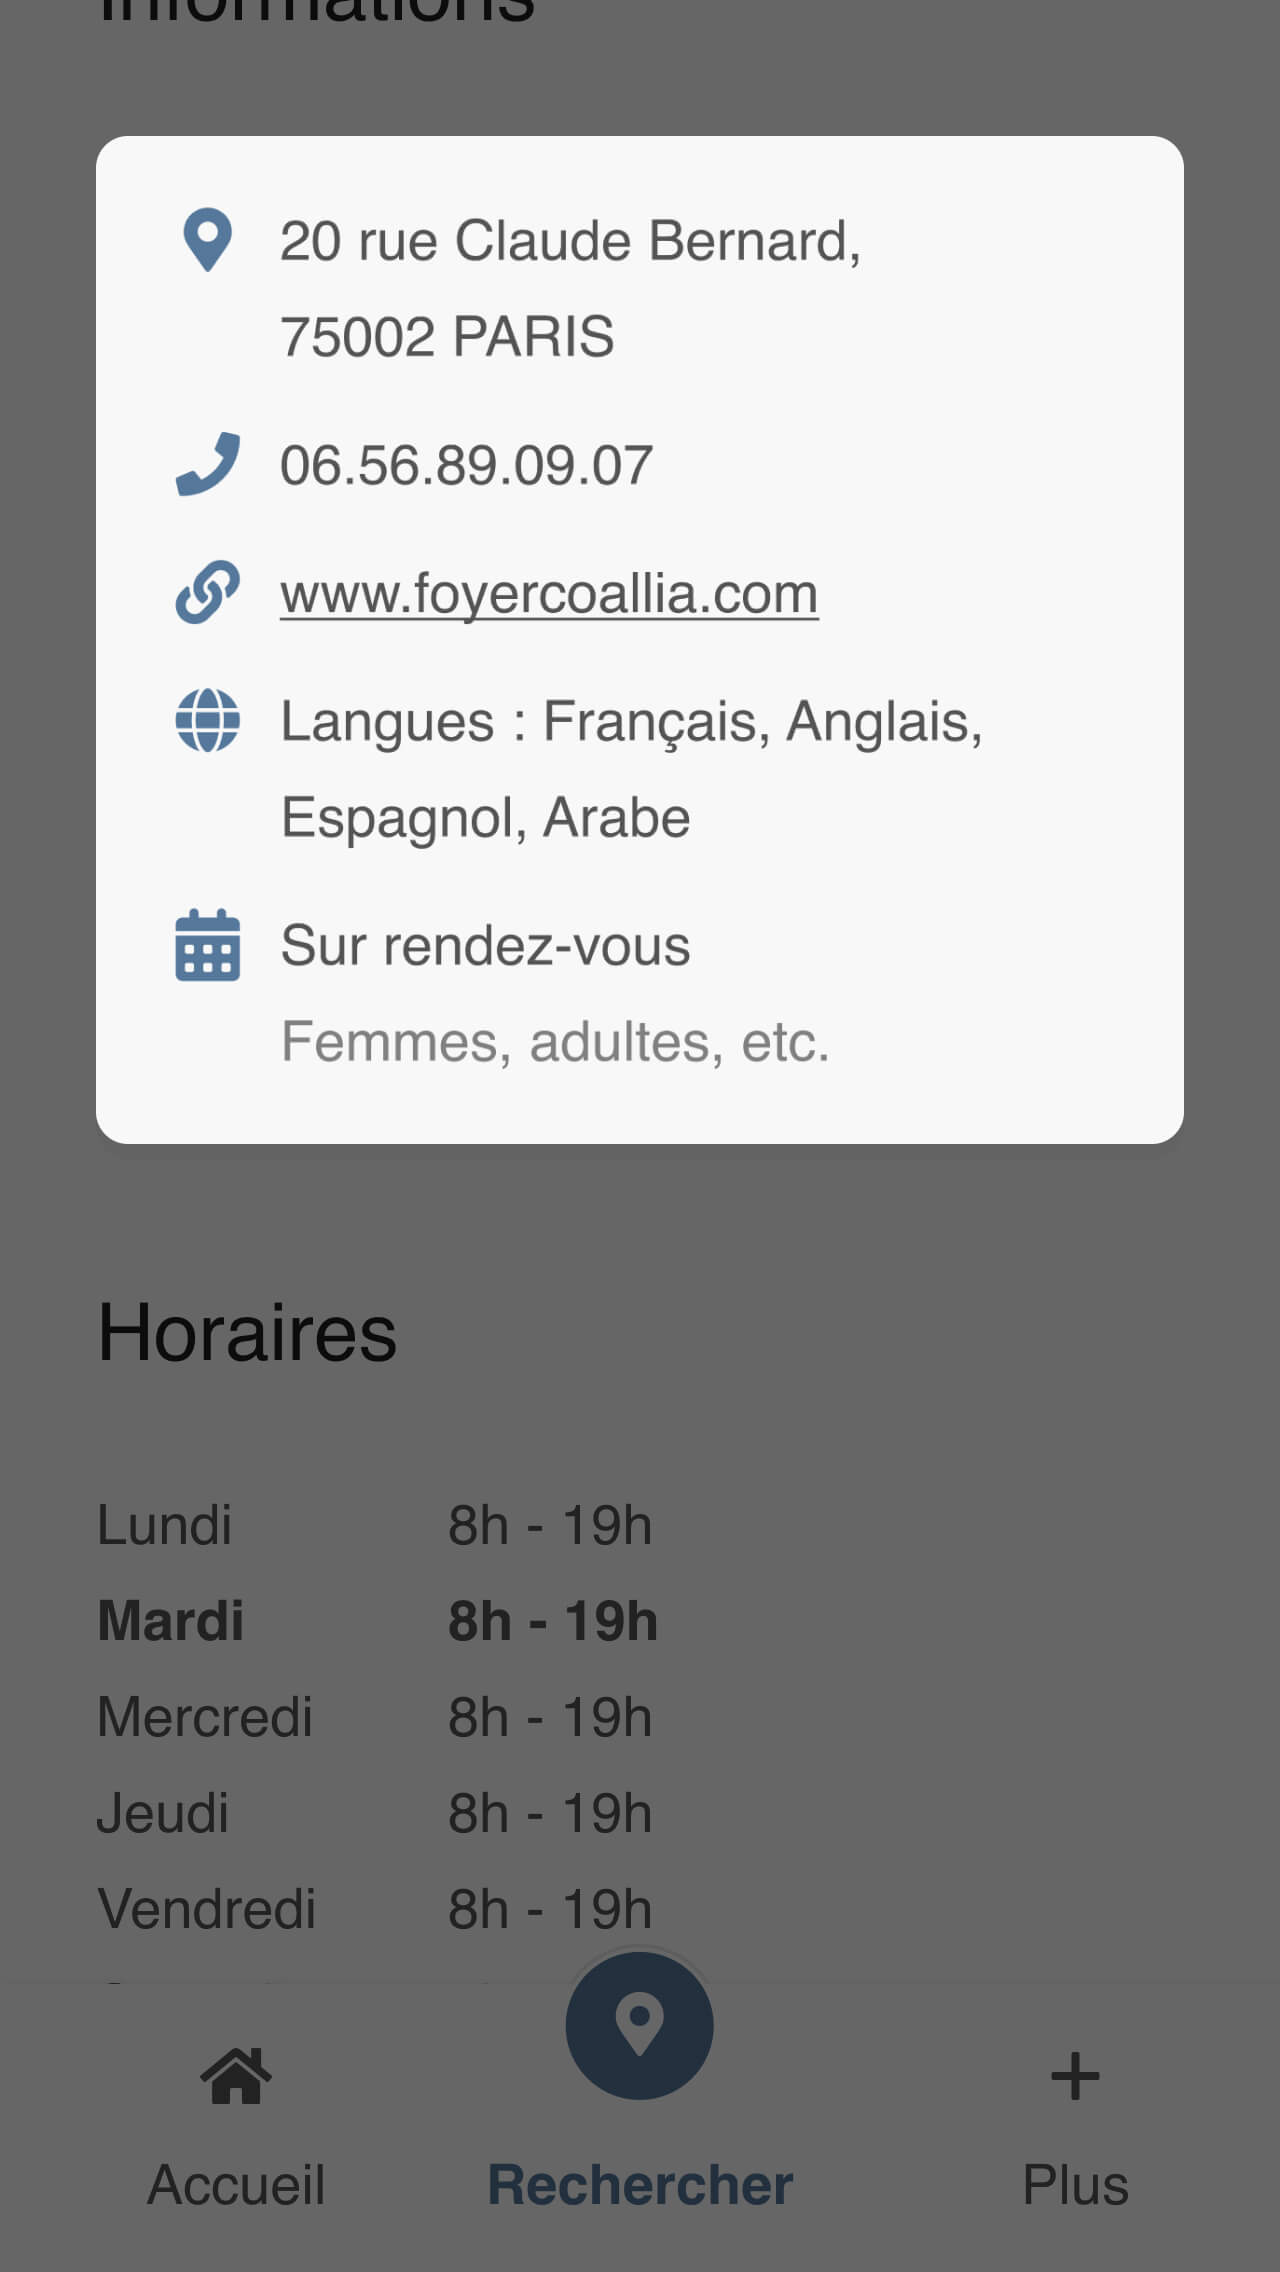 Informations
20 rue Claude Bernard,
75002 PARIS
06.56.89.09.07
www.foyercoallia.com
Langues : Français, Anglais,
Espagnol, Arabe
Sur rendez-vous
Femmes, adultes, etc.
Horaires
Lundi 8h - 19h
Mardi 8h - 19h
Mercredi 8h - 19h
Jeudi 8h - 19h
Vendredi 8h - 19h
Accueil
Rechercher
Plus